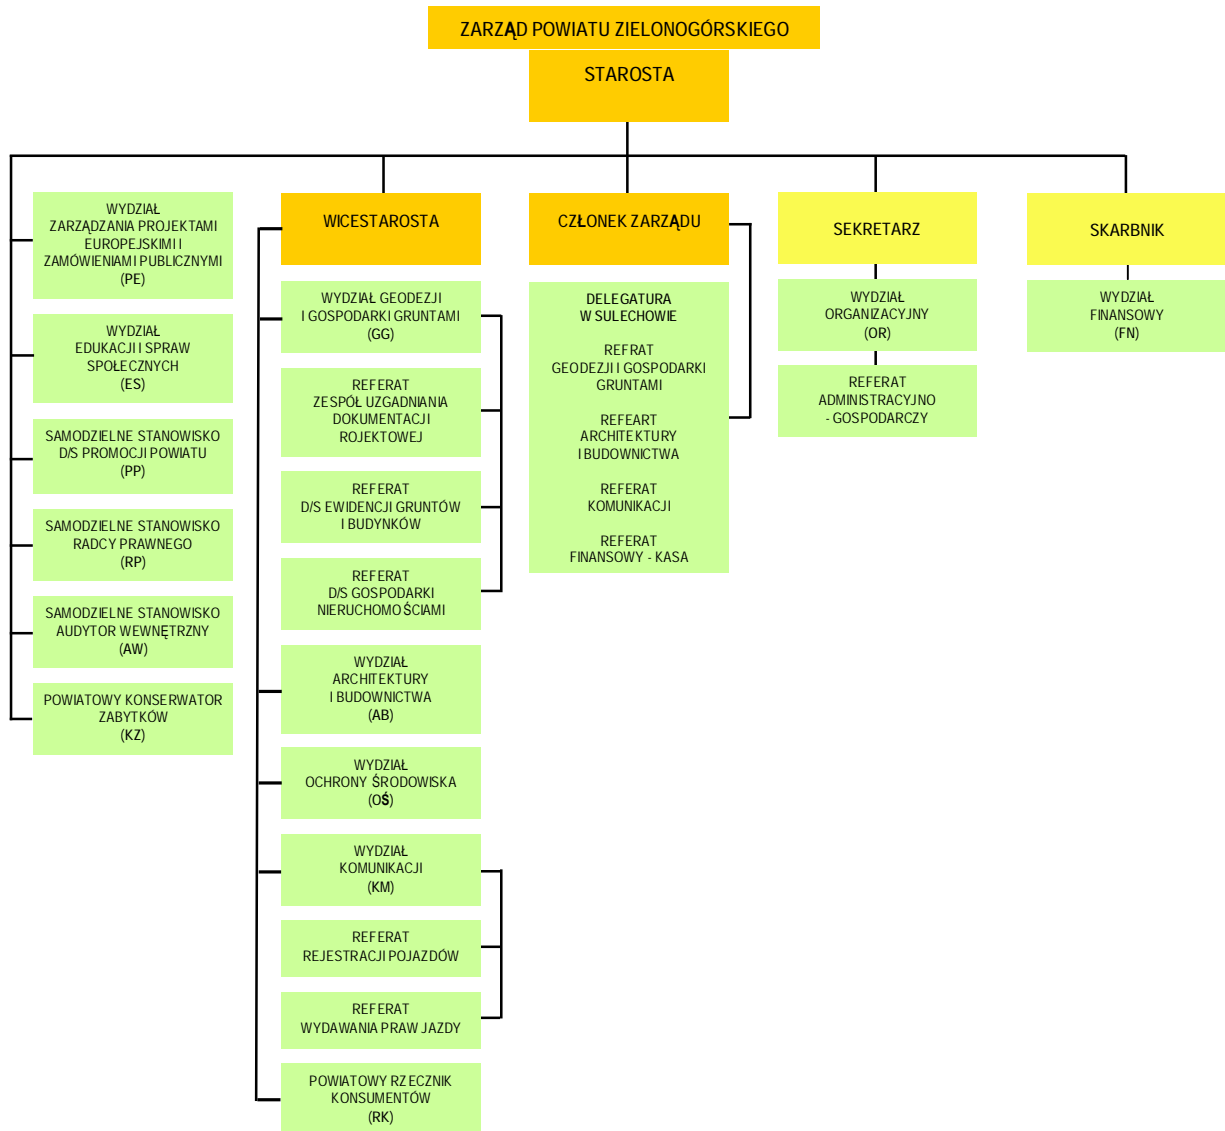 ZARZĄD POWIATU ZIELONOGÓRSKIEGO
STAROSTA
WYDZIAŁ
ZARZĄDZANIA PROJEKTAMI
EUROPEJSKIMI I
ZAMÓWIENIAMI PUBLICZNYMI
(PE)
WYDZIAŁ
EDUKACJI I SPRAW
SPOŁECZNYCH
(ES)
SAMODZIELNE STANOWISKO
D/S PROMOCJI POWIATU
(PP)
SAMODZIELNE STANOWISKO
RADCY PRAWNEGO
(RP)
SAMODZIELNE STANOWISKO
AUDYTOR WEWNĘTRZNY
(AW)
POWIATOWY KONSERWATOR
ZABYTKÓW
(KZ)
WICESTAROSTA
WYDZIAŁ GEODEZJI
I GOSPODARKI GRUNTAMI
(GG)
REFERAT
ZESPÓŁ UZGADNIANIA
DOKUMENTACJI
ROJEKTOWEJ
REFERAT
D/S EWIDENCJI GRUNTÓW
I BUDYNKÓW
REFERAT
D/S GOSPODARKI
NIERUCHOMOŚCIAMI
WYDZIAŁ
ARCHITEKTURY
I BUDOWNICTWA
(AB)
WYDZIAŁ
OCHRONY ŚRODOWISKA
(OŚ)
WYDZIAŁ
KOMUNIKACJI
(KM)
REFERAT
REJESTRACJI POJAZDÓW
REFERAT
WYDAWANIA PRAW JAZDY
POWIATOWY RZECZNIK
KONSUMENTÓW
(RK)
CZŁONEK ZARZĄDU
DELEGATURA
W SULECHOWIE
REFRAT
GEODEZJI I GOSPODARKI
GRUNTAMI
REFEART
ARCHITEKTURY
I BUDOWNICTWA
REFERAT
KOMUNIKACJI
REFERAT
FINANSOWY - KASA
SEKRETARZ
WYDZIAŁ
ORGANIZACYJNY
(OR)
REFERAT
ADMINISTRACYJNO
- GOSPODARCZY
SKARBNIK
WYDZIAŁ
FINANSOWY
(FN)